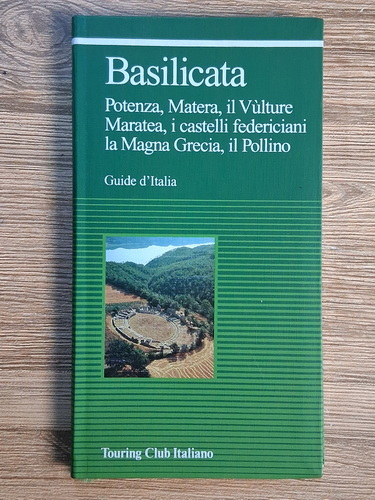 Basilicata
Potenza, Matera, il Vùlture
Maratea, i castelli federiciani
la Magna Grecia, il Pollino
Guide d'Italia
Touring Club Italiano